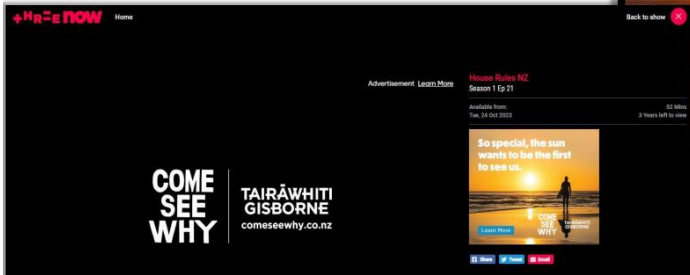 +HR=E NOW
Home
Back to show
Advertisement Learn More
House Rules NZ
Season 1 Ep 21
Available from:
Tue, 24 Oct 2023
52 Mins
3 Years left to view
So special, the sun
wants to be the first
to see us.
Learn More
COME
SEE
WHY
TAIRĀWHITI
GISBORNE
COME
SEE
WHY
TAIRĀWHITI
GISBORNE
comeseewhy.co.nz
Share
Tweet
Email